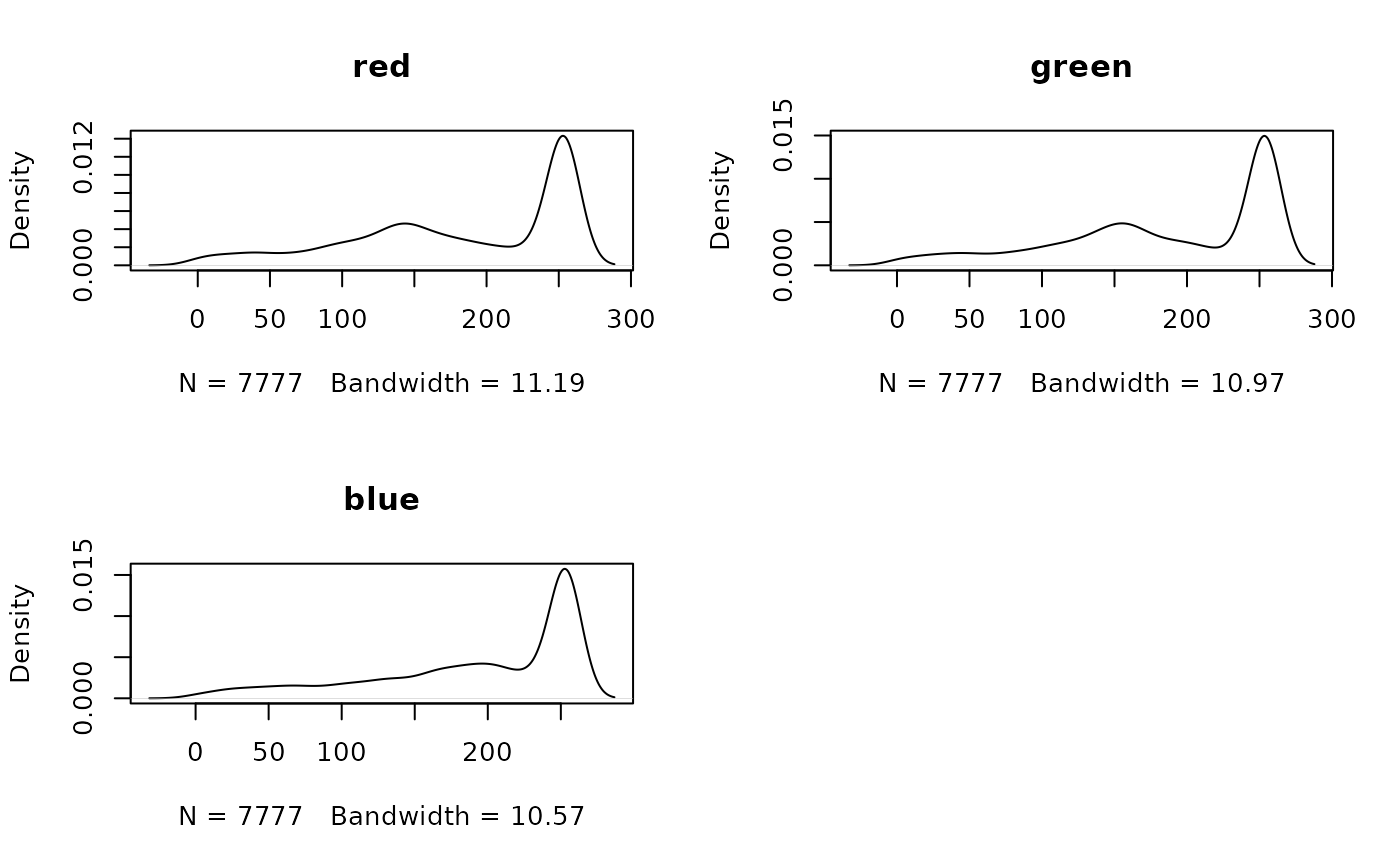 red
Density
0.012
0.000
0 50 100 200 300
N = 7777 Bandwidth = 11.19
green
Density
0.015
0.000
0 50 100 200 300
N = 7777 Bandwidth = 10.97
blue
Density
0.015
0.000
0 50 100 200
N = 7777 Bandwidth = 10.57